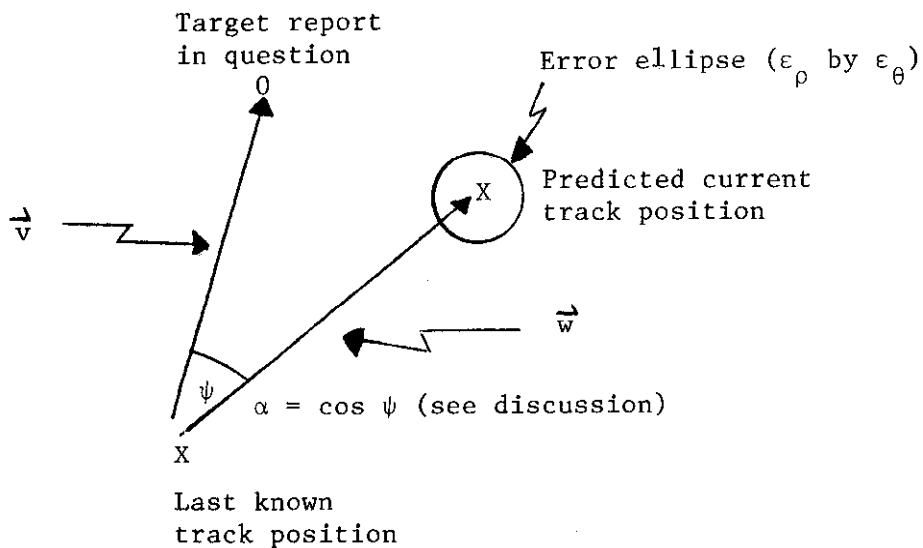 Target report
in question
O
Error ellipse (ε_ρ by ε_θ)
X
Predicted current
track position
v⃗
w⃗
ψ
α = cos ψ (see discussion)
X
Last known
track position